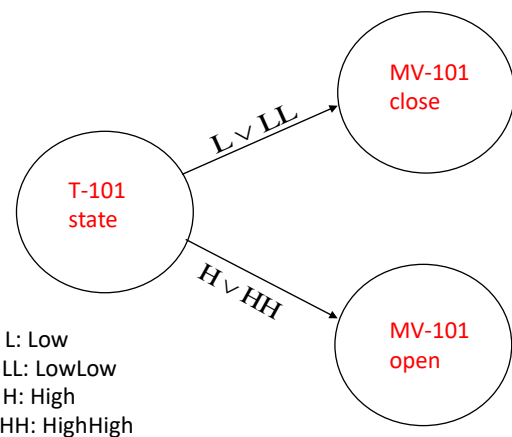 MV-101
close
L ∨ LL
T-101
state
H ∨ HH
MV-101
open
L: Low
LL: LowLow
H: High
HH: HighHigh